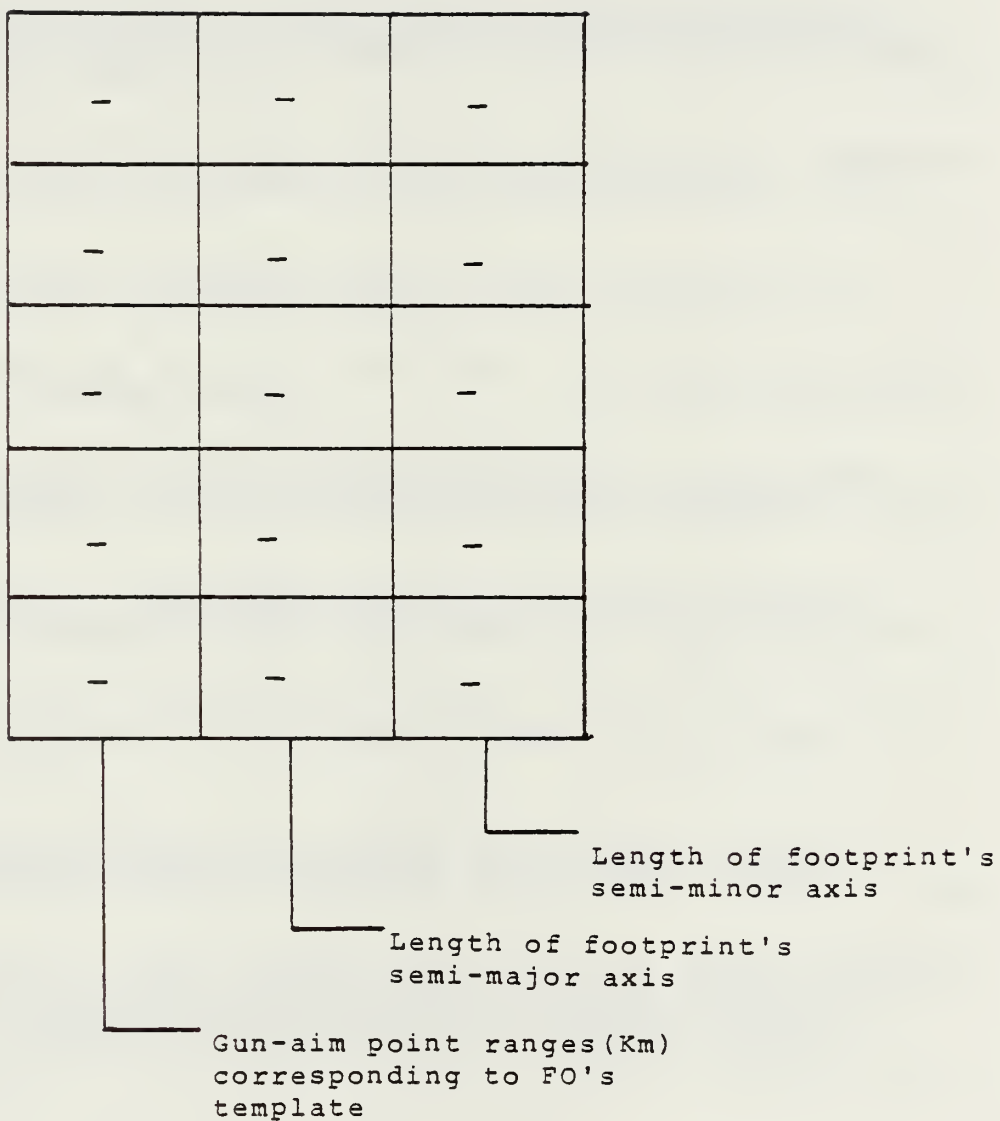 - - -
- - -
- - -
- - -
- - -
Length of footprint's
semi-minor axis
Length of footprint's
semi-major axis
Gun-aim point ranges(Km)
corresponding to FO's
template